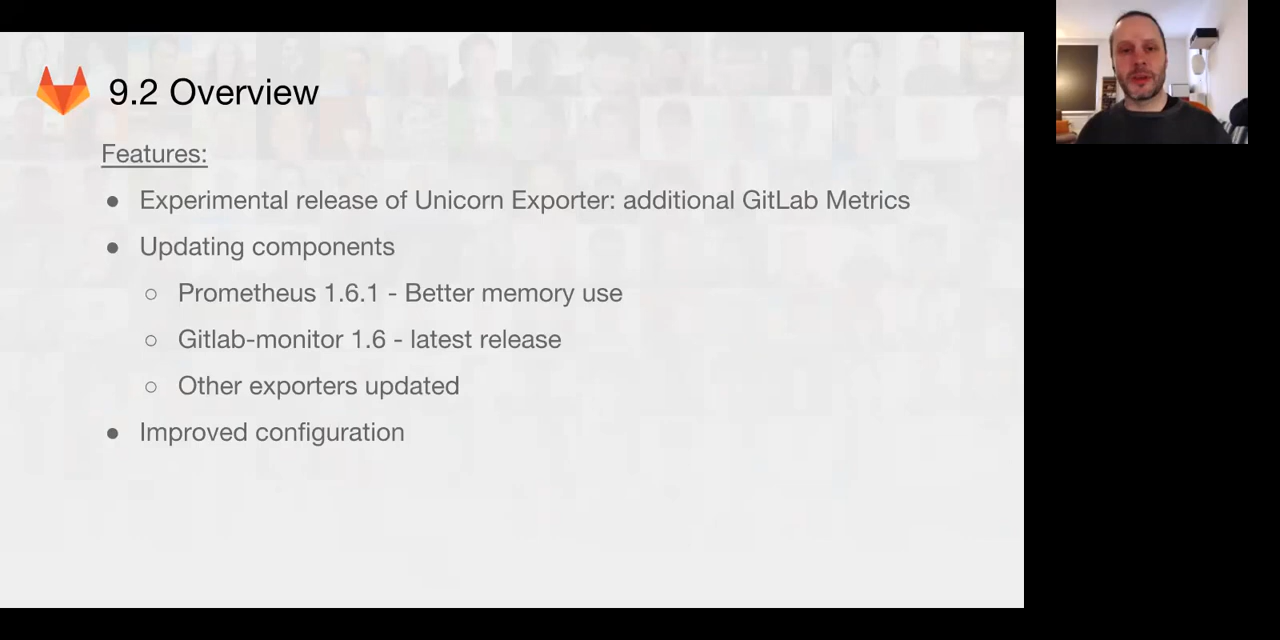 9.2 Overview
Features:
● Experimental release of Unicorn Exporter: additional GitLab Metrics
● Updating components
○ Prometheus 1.6.1 - Better memory use
○ Gitlab-monitor 1.6 - latest release
○ Other exporters updated
● Improved configuration